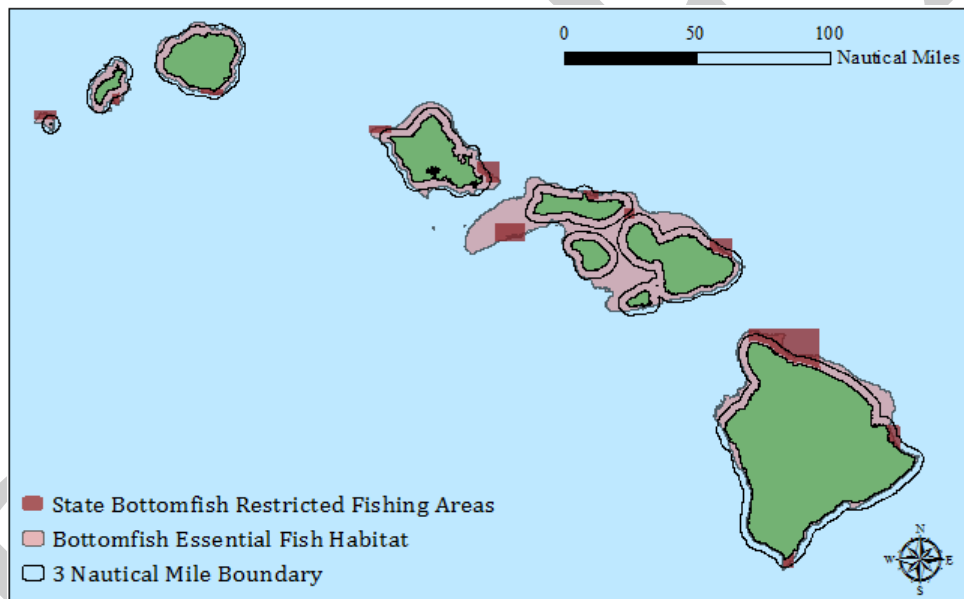 0 50 100
Nautical Miles
State Bottomfish Restricted Fishing Areas
Bottomfish Essential Fish Habitat
3 Nautical Mile Boundary
N
W E
S